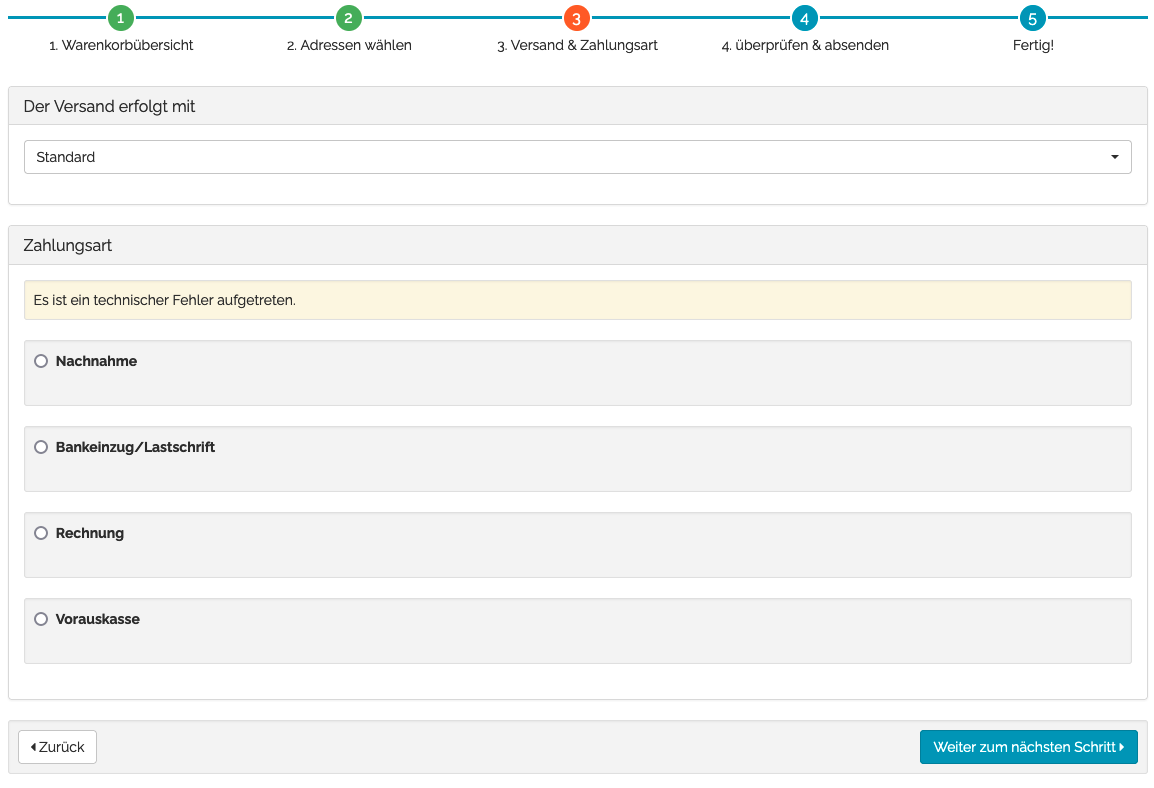 1 2 3 4 5
1. Warenkorbübersicht 2. Adressen wählen 3. Versand & Zahlungsart 4. überprüfen & absenden Fertig!
Der Versand erfolgt mit
Standard
Zahlungsart
Es ist ein technischer Fehler aufgetreten.
Nachnahme
Bankeinzug/Lastschrift
Rechnung
Vorauskasse
Zurück Weiter zum nächsten Schritt